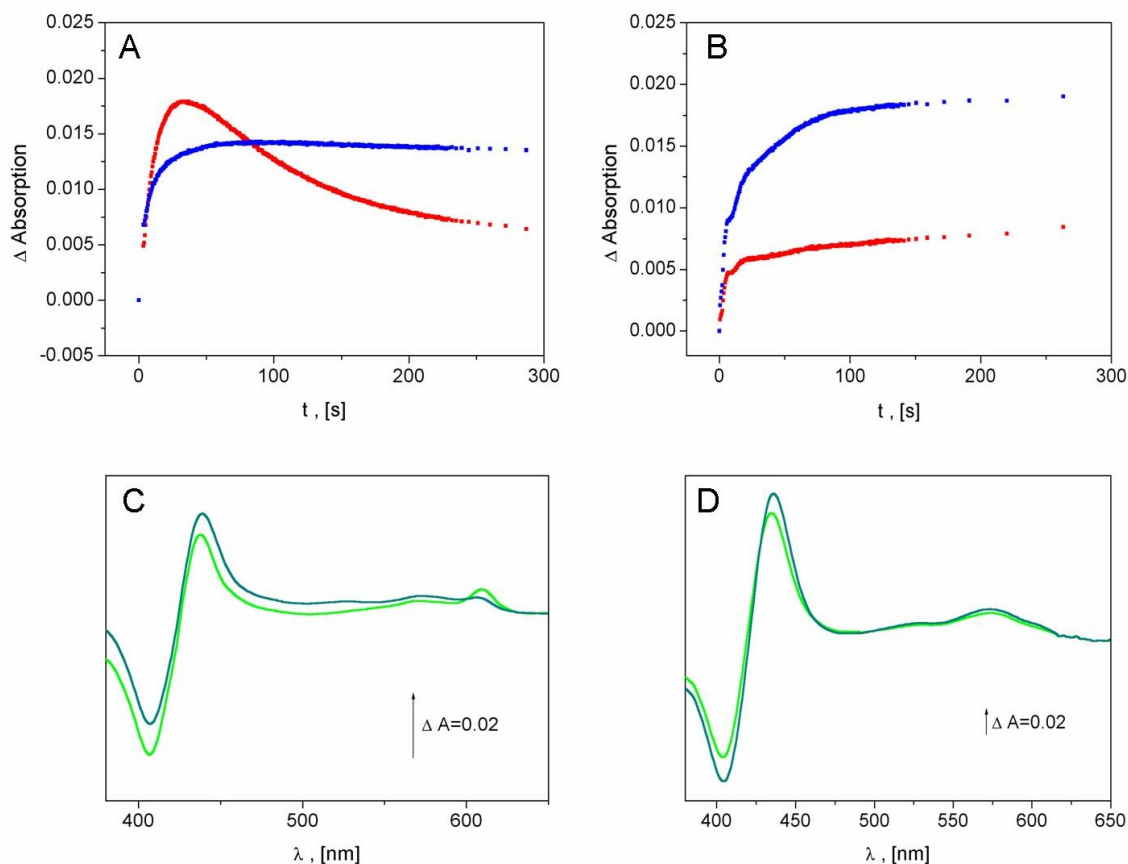 A
0.025
0.020
0.015
0.010
0.005
0.000
-0.005
Δ Absorption
0 100 200 300
t , [s]
B
0.025
0.020
0.015
0.010
0.005
0.000
Δ Absorption
0 100 200 300
t , [s]
C
Δ A=0.02
400 500 600
λ , [nm]
D
Δ A=0.02
400 450 500 550 600 650
λ , [nm]